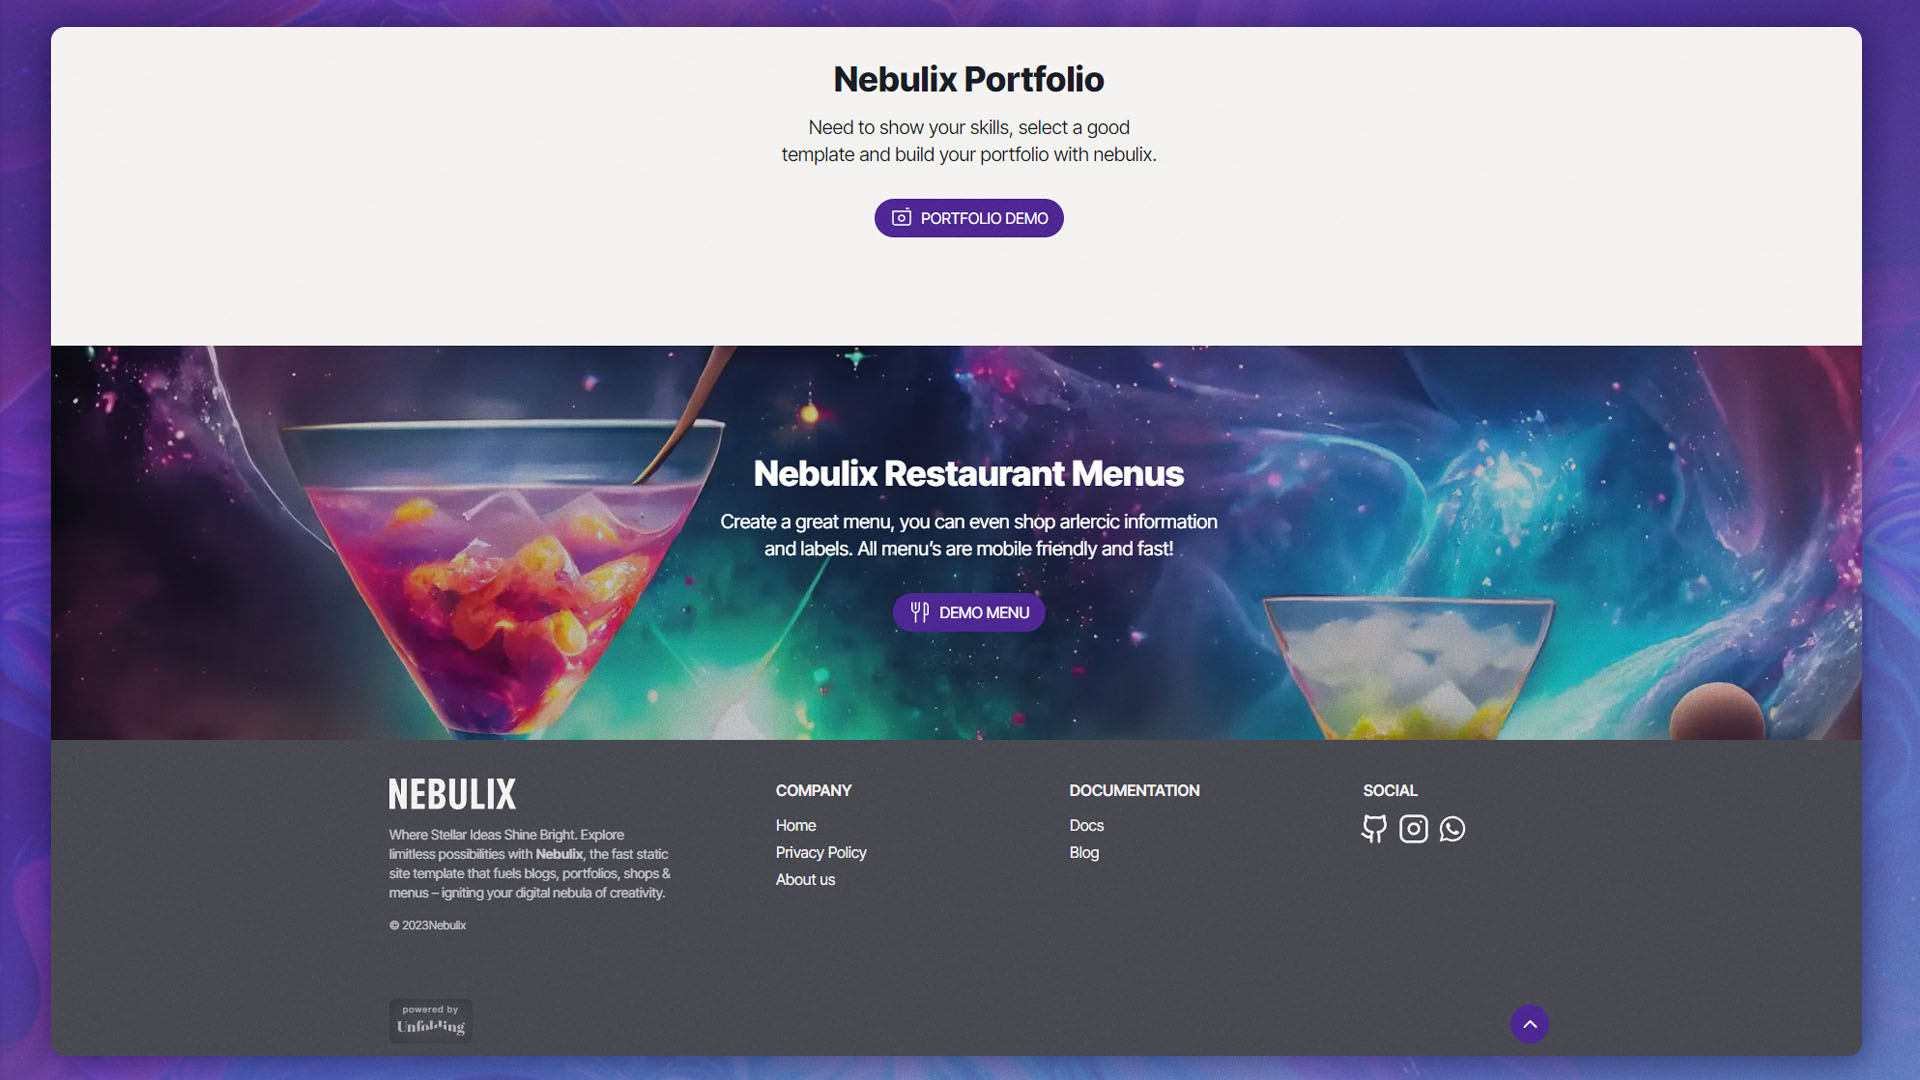 Nebulix Portfolio
Need to show your skills, select a good
template and build your portfolio with nebulix.
PORTFOLIO DEMO
Nebulix Restaurant Menus
Create a great menu, you can even shop arlercic information
and labels. All menu’s are mobile friendly and fast!
DEMO MENU
NEBULIX
Where Stellar Ideas Shine Bright. Explore
limitless possibilities with Nebulix, the fast static
site template that fuels blogs, portfolios, shops &
menus – igniting your digital nebula of creativity.
© 2023Nebulix
COMPANY
Home
Privacy Policy
About us
DOCUMENTATION
Docs
Blog
SOCIAL
powered by
Unfolding